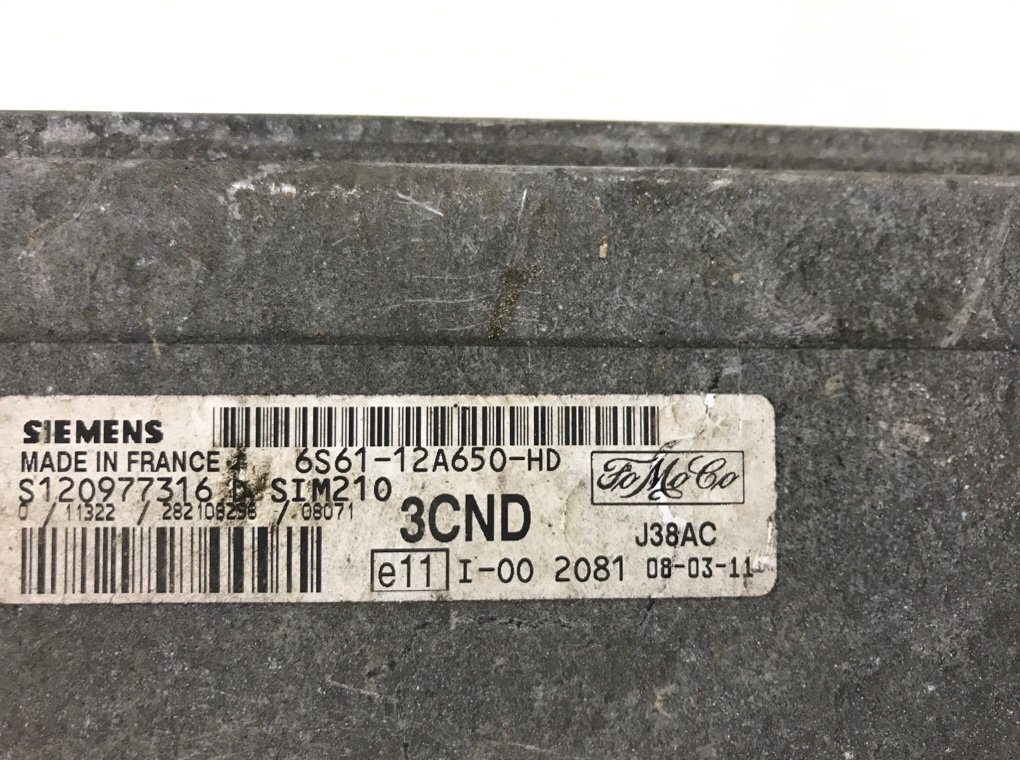 SIEMENS
MADE IN FRANCE
6S61-12A650-HD
FoMoCo
S120977316 SIM210
0 / 11322 / 282108298 / 08071
3CND
J38AC
e11 I-00 2081 08-03-11